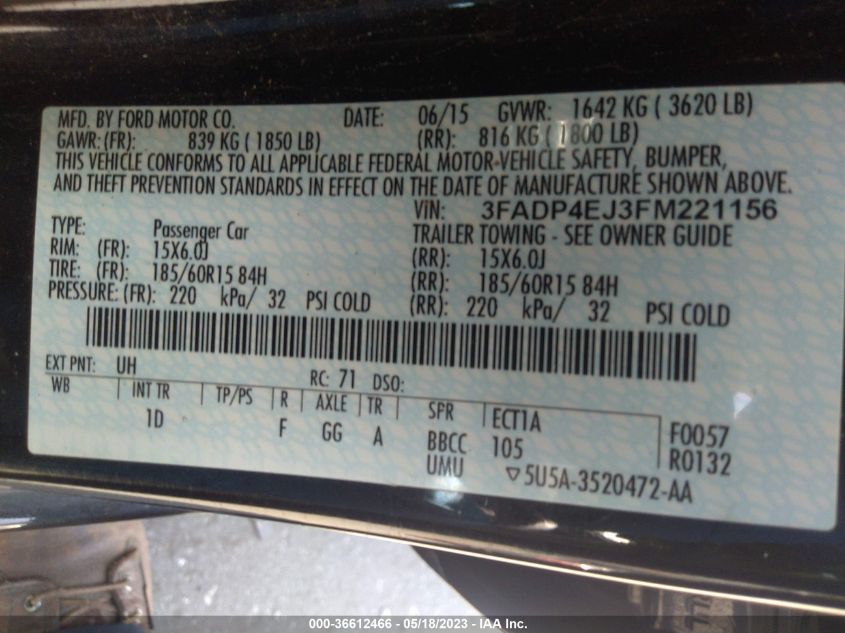 MFD. BY FORD MOTOR CO. DATE: 06/15 GVWR: 1642 KG ( 3620 LB)
GAWR: (FR): 839 KG ( 1850 LB) (RR): 816 KG ( 1800 LB)
THIS VEHICLE CONFORMS TO ALL APPLICABLE FEDERAL MOTOR-VEHICLE SAFETY, BUMPER,
AND THEFT PREVENTION STANDARDS IN EFFECT ON THE DATE OF MANUFACTURE SHOWN ABOVE.
VIN: 3FADP4EJ3FM221156
TYPE: Passenger Car TRAILER TOWING - SEE OWNER GUIDE
RIM: (FR): 15X6.0J (RR): 15X6.0J
TIRE: (FR): 185/60R15 84H (RR): 185/60R15 84H
PRESSURE: (FR): 220 kPa/ 32 PSI COLD (RR): 220 kPa/ 32 PSI COLD
EXT PNT: UH RC: 71 DSO:
WB INT TR TP/PS R AXLE TR SPR ECT1A F0057
1D F GG A BBCC 105 R0132
UMU ▽5U5A-3520472-AA
000-36612466 - 05/18/2023 - IAA Inc.